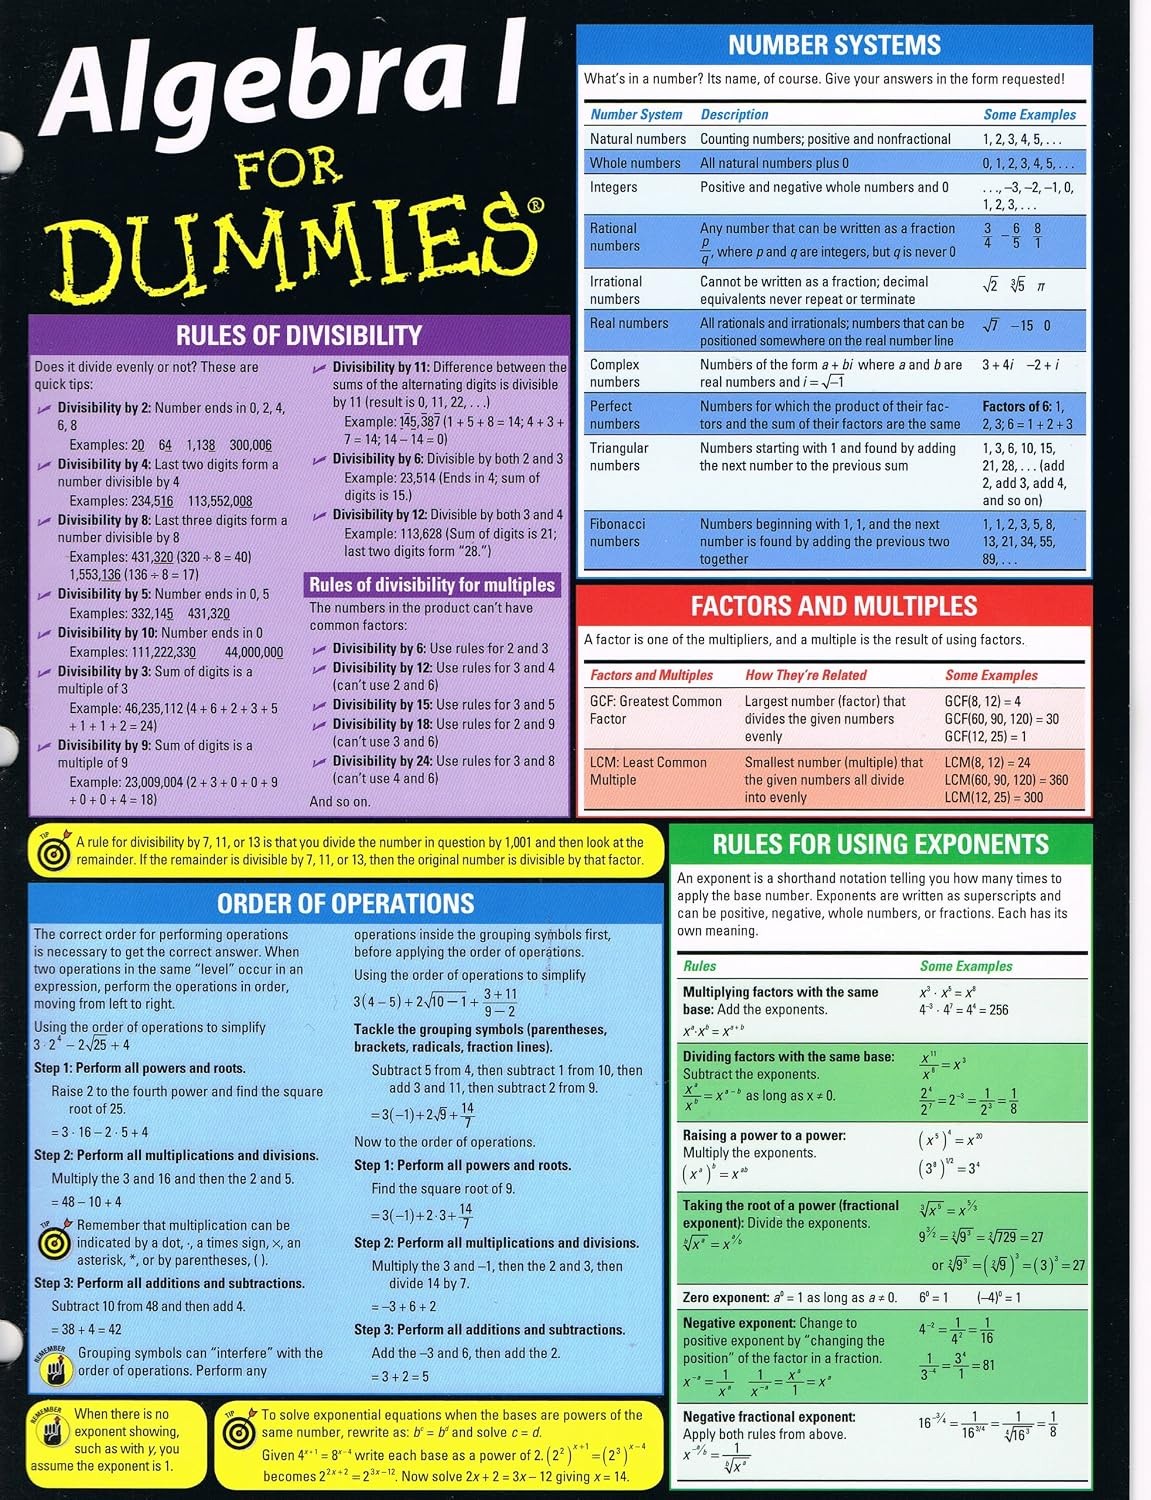 Algebra I
FOR
DUMMIES®
RULES OF DIVISIBILITY
Does it divide evenly or not? These are
quick tips:
Divisibility by 2: Number ends in 0, 2, 4,
6, 8
Examples: 20 64 1,138 300,006
Divisibility by 4: Last two digits form a
number divisible by 4
Examples: 234,516 113,552,008
Divisibility by 8: Last three digits form a
number divisible by 8
Examples: 431,320 (320 ÷ 8 = 40)
1,553,136 (136 ÷ 8 = 17)
Divisibility by 5: Number ends in 0, 5
Examples: 332,145 431,320
Divisibility by 10: Number ends in 0
Examples: 111,222,330 44,000,000
Divisibility by 3: Sum of digits is a
multiple of 3
Example: 46,235,112 (4 + 6 + 2 + 3 + 5
+ 1 + 1 + 2 = 24)
Divisibility by 9: Sum of digits is a
multiple of 9
Example: 23,009,004 (2 + 3 + 0 + 0 + 9
+ 0 + 0 + 4 = 18)
Divisibility by 11: Difference between the
sums of the alternating digits is divisible
by 11 (result is 0, 11, 22, . . .)
Example: 145,387 (1 + 5 + 8 = 14; 4 + 3 +
7 = 14; 14 – 14 = 0)
Divisibility by 6: Divisible by both 2 and 3
Example: 23,514 (Ends in 4; sum of
digits is 15.)
Divisibility by 12: Divisible by both 3 and 4
Example: 113,628 (Sum of digits is 21;
last two digits form “28.”)
Rules of divisibility for multiples
The numbers in the product can’t have
common factors:
Divisibility by 6: Use rules for 2 and 3
Divisibility by 12: Use rules for 3 and 4
(can’t use 2 and 6)
Divisibility by 15: Use rules for 3 and 5
Divisibility by 18: Use rules for 2 and 9
(can’t use 3 and 6)
Divisibility by 24: Use rules for 3 and 8
(can’t use 4 and 6)
And so on.
TIP
A rule for divisibility by 7, 11, or 13 is that you divide the number in question by 1,001 and then look at the
remainder. If the remainder is divisible by 7, 11, or 13, then the original number is divisible by that factor.
ORDER OF OPERATIONS
The correct order for performing operations
is necessary to get the correct answer. When
two operations in the same “level” occur in an
expression, perform the operations in order,
moving from left to right.
Using the order of operations to simplify
3 · 2⁴ – 2√25 + 4
Step 1: Perform all powers and roots.
Raise 2 to the fourth power and find the square
root of 25.
= 3 · 16 – 2 · 5 + 4
Step 2: Perform all multiplications and divisions.
Multiply the 3 and 16 and then the 2 and 5.
= 48 – 10 + 4
TIP
Remember that multiplication can be
indicated by a dot, ·, a times sign, ×, an
asterisk, *, or by parentheses, ( ).
Step 3: Perform all additions and subtractions.
Subtract 10 from 48 and then add 4.
= 38 + 4 = 42
REMEMBER
Grouping symbols can “interfere” with the
order of operations. Perform any
operations inside the grouping symbols first,
before applying the order of operations.
Using the order of operations to simplify
3(4 – 5) + 2√(10 – 1) + (3 + 11)/(9 – 2)
Tackle the grouping symbols (parentheses,
brackets, radicals, fraction lines).
Subtract 5 from 4, then subtract 1 from 10, then
add 3 and 11, then subtract 2 from 9.
= 3(–1) + 2√9 + 14/7
Now to the order of operations.
Step 1: Perform all powers and roots.
Find the square root of 9.
= 3(–1) + 2·3 + 14/7
Step 2: Perform all multiplications and divisions.
Multiply the 3 and –1, then the 2 and 3, then
divide 14 by 7.
= –3 + 6 + 2
Step 3: Perform all additions and subtractions.
Add the –3 and 6, then add the 2.
= 3 + 2 = 5
REMEMBER
When there is no
exponent showing,
such as with y, you
assume the exponent is 1.
TIP
To solve exponential equations when the bases are powers of the
same number, rewrite as: bᶜ = bᵈ and solve c = d.
Given 4ˣ⁺¹ = 8ˣ⁻⁴ write each base as a power of 2. (2²)ˣ⁺¹ = (2³)ˣ⁻⁴
becomes 2²ˣ⁺² = 2³ˣ⁻¹². Now solve 2x + 2 = 3x – 12 giving x = 14.
NUMBER SYSTEMS
What’s in a number? Its name, of course. Give your answers in the form requested!
Number System Description Some Examples
Natural numbers Counting numbers; positive and nonfractional 1, 2, 3, 4, 5, . . .
Whole numbers All natural numbers plus 0 0, 1, 2, 3, 4, 5, . . .
Integers Positive and negative whole numbers and 0 . . ., –3, –2, –1, 0,
1, 2, 3, . . .
Rational Any number that can be written as a fraction 3/4 –6/5 8/1
numbers p/q, where p and q are integers, but q is never 0
Irrational Cannot be written as a fraction; decimal √2 ∛5 π
numbers equivalents never repeat or terminate
Real numbers All rationals and irrationals; numbers that can be √7 –15 0
positioned somewhere on the real number line
Complex Numbers of the form a + bi where a and b are 3 + 4i –2 + i
numbers real numbers and i = √–1
Perfect Numbers for which the product of their fac- Factors of 6: 1,
numbers tors and the sum of their factors are the same 2, 3; 6 = 1 + 2 + 3
Triangular Numbers starting with 1 and found by adding 1, 3, 6, 10, 15,
numbers the next number to the previous sum 21, 28, . . . (add
2, add 3, add 4,
and so on)
Fibonacci Numbers beginning with 1, 1, and the next 1, 1, 2, 3, 5, 8,
numbers number is found by adding the previous two 13, 21, 34, 55,
together 89, . . .
FACTORS AND MULTIPLES
A factor is one of the multipliers, and a multiple is the result of using factors.
Factors and Multiples How They’re Related Some Examples
GCF: Greatest Common Largest number (factor) that GCF(8, 12) = 4
Factor divides the given numbers GCF(60, 90, 120) = 30
evenly GCF(12, 25) = 1
LCM: Least Common Smallest number (multiple) that LCM(8, 12) = 24
Multiple the given numbers all divide LCM(60, 90, 120) = 360
into evenly LCM(12, 25) = 300
RULES FOR USING EXPONENTS
An exponent is a shorthand notation telling you how many times to
apply the base number. Exponents are written as superscripts and
can be positive, negative, whole numbers, or fractions. Each has its
own meaning.
Rules Some Examples
Multiplying factors with the same x³ · x⁵ = x⁸
base: Add the exponents. 4⁻³ · 4⁷ = 4⁴ = 256
xᵃ·xᵇ = xᵃ⁺ᵇ
Dividing factors with the same base: x¹¹/x⁸ = x³
Subtract the exponents.
xᵃ/xᵇ = xᵃ⁻ᵇ as long as x ≠ 0. 2⁴/2⁷ = 2⁻³ = 1/2³ = 1/8
Raising a power to a power: (x⁵)⁴ = x²⁰
Multiply the exponents.
(xᵃ)ᵇ = xᵃᵇ (3⁸)^1/2 = 3⁴
Taking the root of a power (fractional ∛x⁵ = x^5/3
exponent): Divide the exponents. 9^3/2 = ²√9³ = ²√729 = 27
ᵇ√xᵃ = x^a/b
or ²√9³ = (²√9)³ = (3)³ = 27
Zero exponent: a⁰ = 1 as long as a ≠ 0. 6⁰ = 1 (–4)⁰ = 1
Negative exponent: Change to 4⁻² = 1/4² = 1/16
positive exponent by “changing the
position” of the factor in a fraction. 1/3⁻⁴ = 3⁴/1 = 81
x⁻ᵃ = 1/xᵃ 1/x⁻ᵃ = xᵃ/1 = xᵃ
Negative fractional exponent: 16^–3/4 = 1/16^3/4 = 1/⁴√16³ = 1/8
Apply both rules from above.
x^–a/b = 1/ᵇ√xᵃ